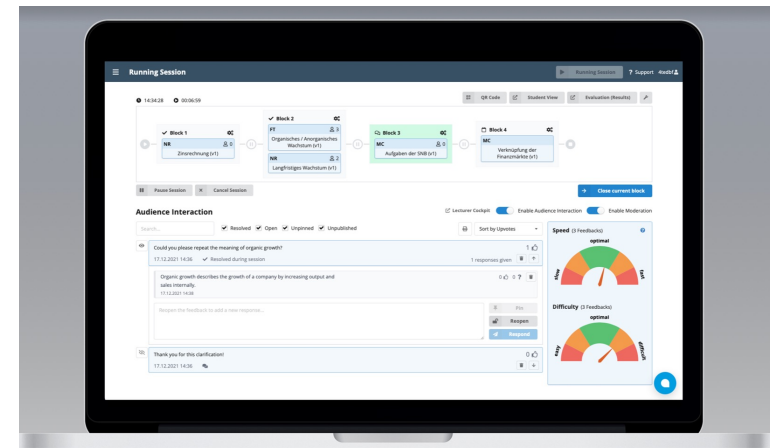 Running Session
Running Session
? Support
4txdbf
14:34:28 00:06:59
QR Code
Student View
Evaluation (Results)
Block 1
NR 0
Zinsrechnung (v1)
Block 2
FT 3
Organisches / Anorganisches
Wachstum (v1)
NR 2
Langfristiges Wachstum (v1)
Block 3
MC 0
Aufgaben der SNB (v1)
Block 4
MC
Verknüpfung der
Finanzmärkte (v1)
Pause Session
Cancel Session
Close current block
Audience Interaction
Lecturer Cockpit
Enable Audience Interaction
Enable Moderation
Search...
Resolved Open Unpinned Unpublished
Sort by Upvotes
Could you please repeat the meaning of organic growth?
1
17.12.2021 14:36 Resolved during session
1 responses given
Organic growth describes the growth of a company by increasing output and
sales internally.
17.12.2021 14:38
0 0 ?
Reopen the feedback to add a new response...
Pin
Reopen
Respond
Thank you for this clarification!
0
17.12.2021 14:36
Speed (3 Feedbacks)
optimal
slow
fast
Difficulty (3 Feedbacks)
optimal
easy
difficult